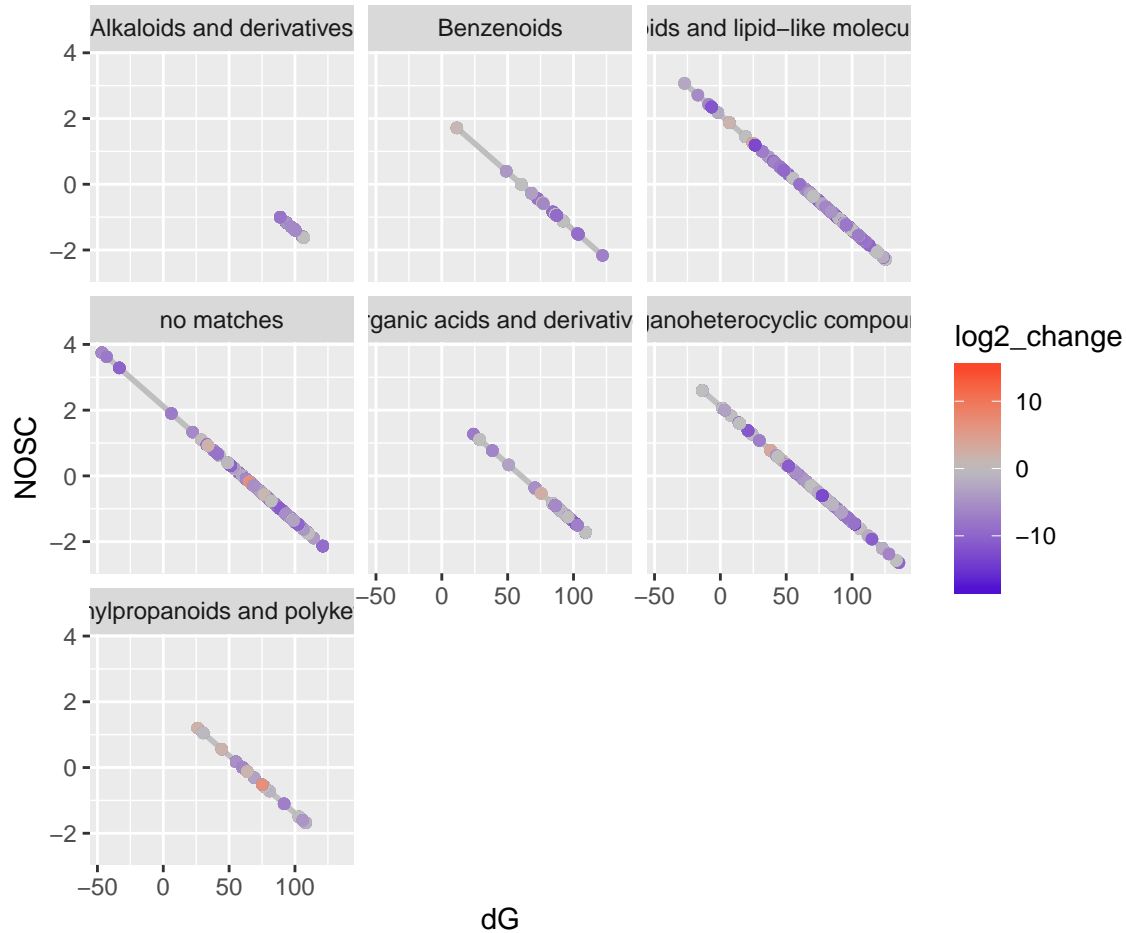 Alkaloids and derivatives
Benzenoids
ids and lipid−like molecu
4
2
0
−2
no matches
rganic acids and derivativ
ganoheterocyclic compour
4
2
0
−2
−50 0 50 100
−50 0 50 100
nylpropanoids and polyke
4
2
0
−2
−50 0 50 100
NOSC
dG
log2_change
10
0
−10